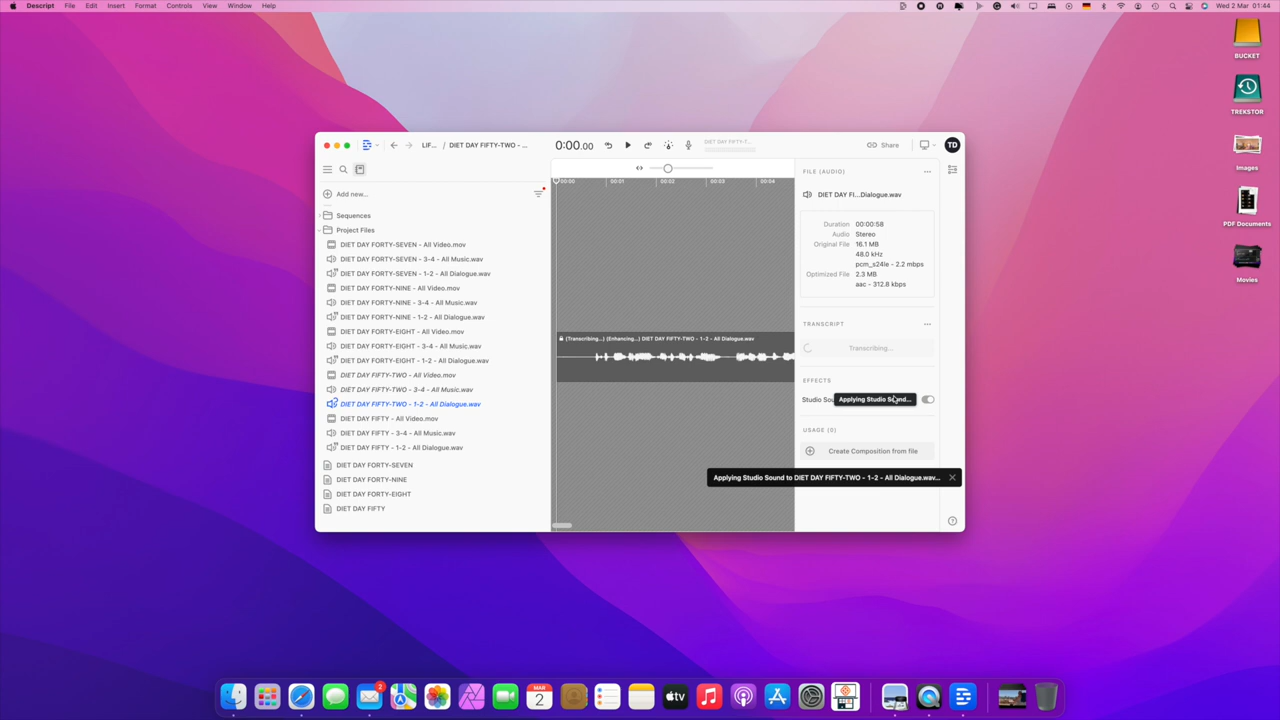 Descript File Edit Insert Format Controls View Window Help
Wed 2 Mar 01:44
BUCKET
TREKSTOR
Images
PDF Documents
Movies
LIF... / DIET DAY FIFTY-TWO - ...
0:00.00
DIET DAY FIFTY-T...
Share
TD
Add new...
Sequences
Project Files
DIET DAY FORTY-SEVEN - All Video.mov
DIET DAY FORTY-SEVEN - 3-4 - All Music.wav
DIET DAY FORTY-SEVEN - 1-2 - All Dialogue.wav
DIET DAY FORTY-NINE - All Video.mov
DIET DAY FORTY-NINE - 3-4 - All Music.wav
DIET DAY FORTY-NINE - 1-2 - All Dialogue.wav
DIET DAY FORTY-EIGHT - All Video.mov
DIET DAY FORTY-EIGHT - 3-4 - All Music.wav
DIET DAY FORTY-EIGHT - 1-2 - All Dialogue.wav
DIET DAY FIFTY-TWO - All Video.mov
DIET DAY FIFTY-TWO - 3-4 - All Music.wav
DIET DAY FIFTY-TWO - 1-2 - All Dialogue.wav
DIET DAY FIFTY - All Video.mov
DIET DAY FIFTY - 3-4 - All Music.wav
DIET DAY FIFTY - 1-2 - All Dialogue.wav
DIET DAY FORTY-SEVEN
DIET DAY FORTY-NINE
DIET DAY FORTY-EIGHT
DIET DAY FIFTY
00:00 00:01 00:02 00:03 00:04
(Transcribing...) (Enhancing...) DIET DAY FIFTY-TWO - 1-2 - All Dialogue.wav
FILE (AUDIO)
DIET DAY FI...Dialogue.wav
Duration 00:00:58
Audio Stereo
Original File 16.1 MB
48.0 kHz
pcm_s24le - 2.2 mbps
Optimized File 2.3 MB
aac - 312.8 kbps
TRANSCRIPT
Transcribing...
EFFECTS
Studio Sou
Applying Studio Sound...
USAGE (0)
Create Composition from file
Applying Studio Sound to DIET DAY FIFTY-TWO - 1-2 - All Dialogue.wav...
2
MAR
2
tv